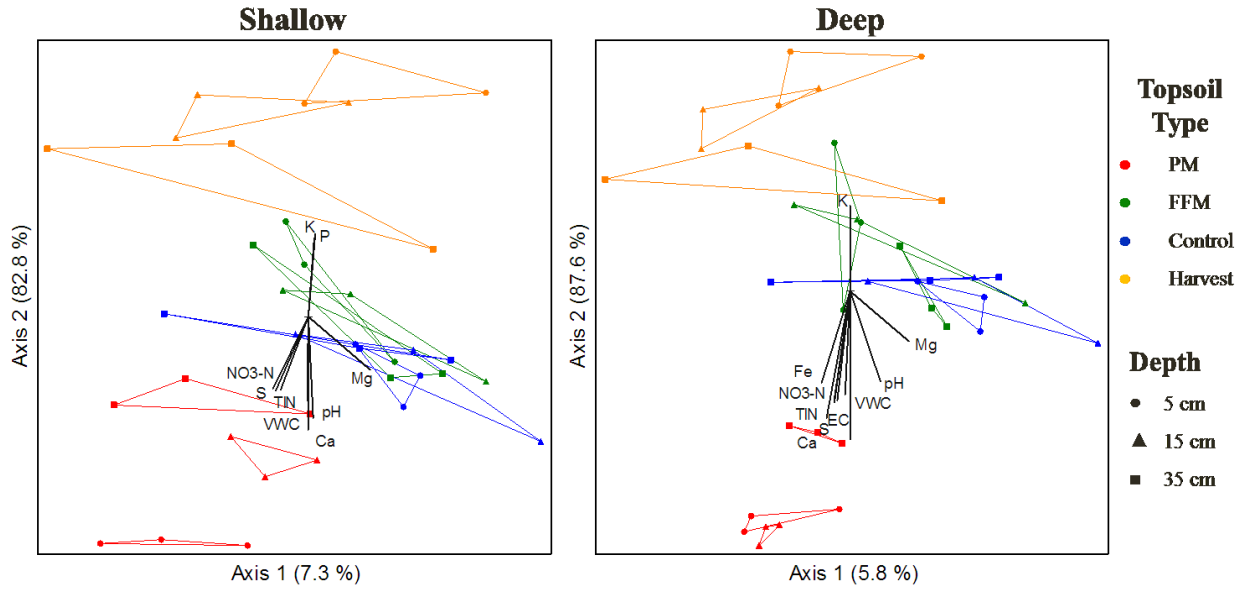 Shallow
Deep
Axis 2 (82.8 %)
K
P
NO3-N
S
TIN
VWC
Mg
pH
Ca
Axis 1 (7.3 %)
Axis 2 (87.6 %)
K
Mg
Fe
NO3-N
pH
TIN
EC
VWC
S
Ca
Axis 1 (5.8 %)
Topsoil
Type
PM
FFM
Control
Harvest
Depth
5 cm
15 cm
35 cm